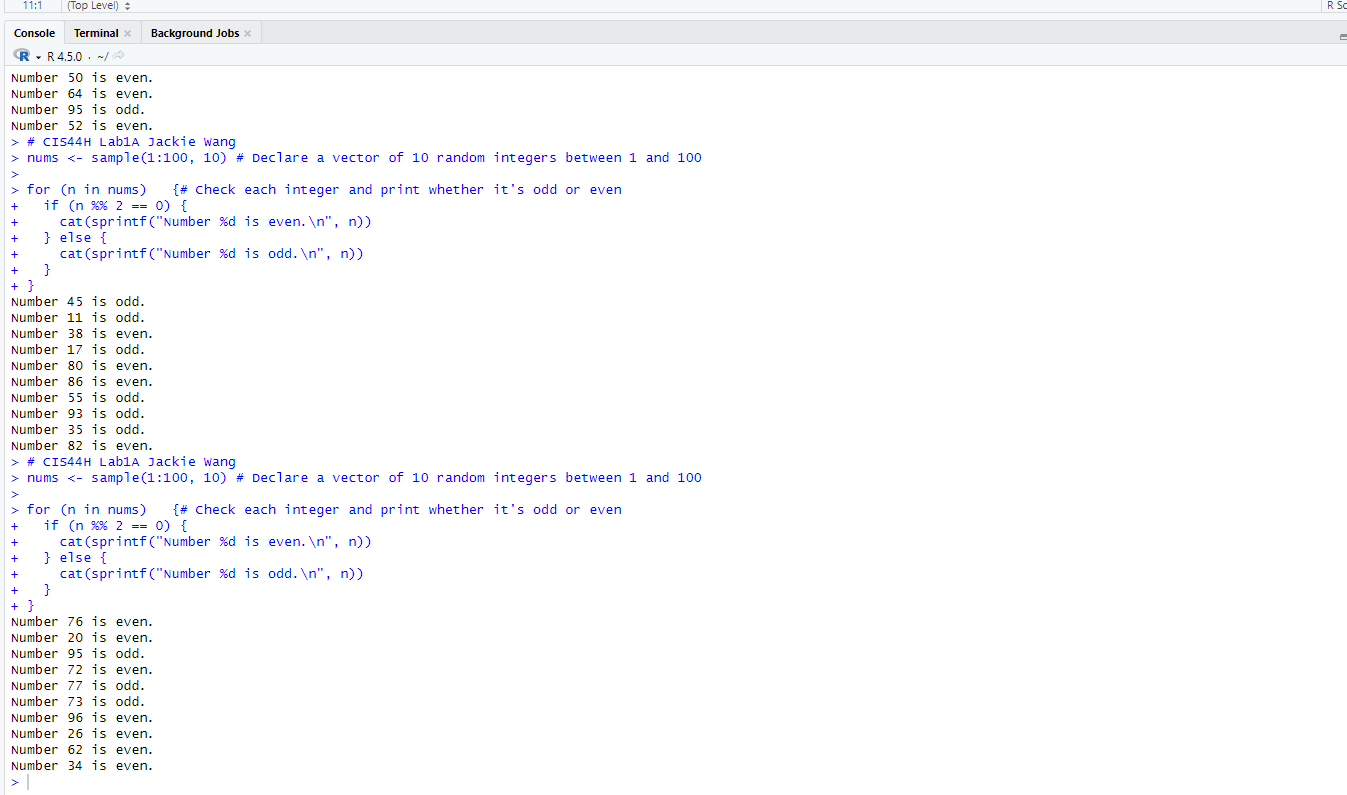 11:1 (Top Level) R Sc
Console Terminal Background Jobs
R R 4.5.0 · ~/
Number 50 is even.
Number 64 is even.
Number 95 is odd.
Number 52 is even.
> # CIS44H Lab1A Jackie Wang
> nums <- sample(1:100, 10) # Declare a vector of 10 random integers between 1 and 100
>
> for (n in nums)   {# Check each integer and print whether it's odd or even
+   if (n %% 2 == 0) {
+     cat(sprintf("Number %d is even.\n", n))
+   } else {
+     cat(sprintf("Number %d is odd.\n", n))
+   }
+ }
Number 45 is odd.
Number 11 is odd.
Number 38 is even.
Number 17 is odd.
Number 80 is even.
Number 86 is even.
Number 55 is odd.
Number 93 is odd.
Number 35 is odd.
Number 82 is even.
> # CIS44H Lab1A Jackie Wang
> nums <- sample(1:100, 10) # Declare a vector of 10 random integers between 1 and 100
>
> for (n in nums)   {# Check each integer and print whether it's odd or even
+   if (n %% 2 == 0) {
+     cat(sprintf("Number %d is even.\n", n))
+   } else {
+     cat(sprintf("Number %d is odd.\n", n))
+   }
+ }
Number 76 is even.
Number 20 is even.
Number 95 is odd.
Number 72 is even.
Number 77 is odd.
Number 73 is odd.
Number 96 is even.
Number 26 is even.
Number 62 is even.
Number 34 is even.
>